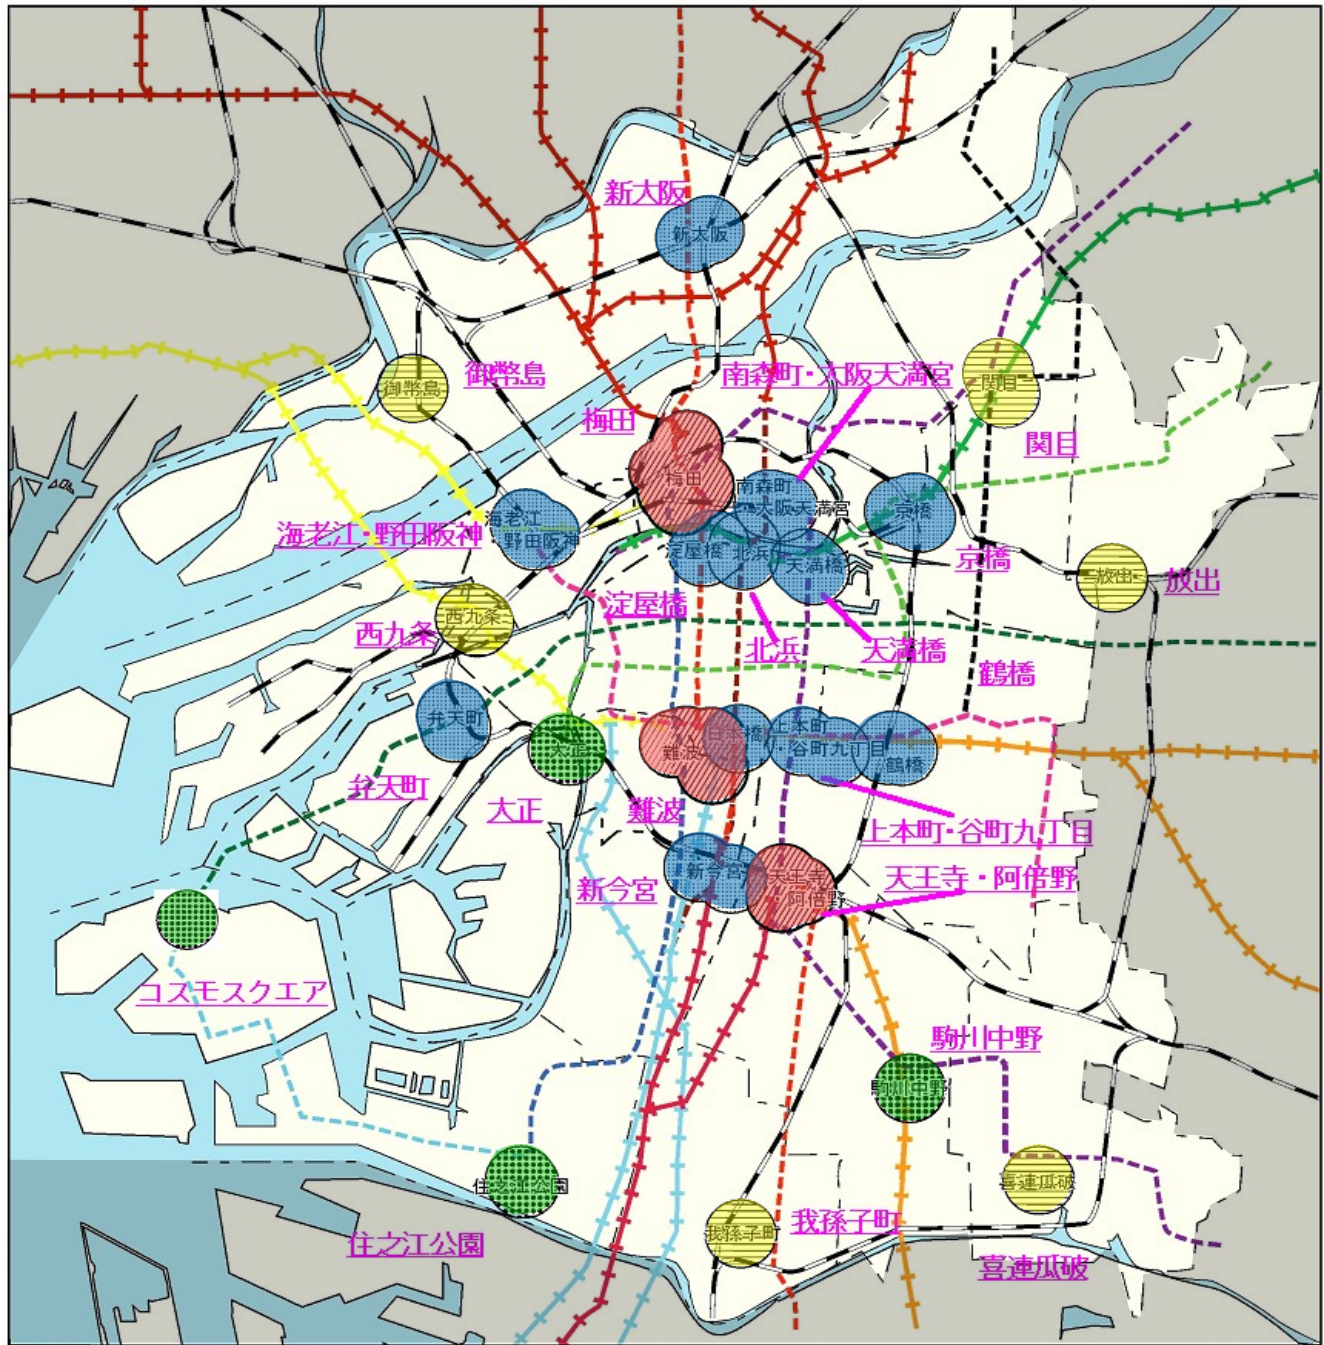 新大阪
新大阪
御幣島
御幣島
南森町・大阪天満宮
関目
関目
梅田
梅田
南森町
・大阪天満宮
海老江
・野田阪神
海老江・野田阪神
京橋
京橋
淀屋橋
北浜
天満橋
放出
放出
西九条
西九条
淀屋橋
北浜
天満橋
鶴橋
弁天町
弁天町
大正
大正
難波
難波
日本橋
上本町
・谷町九丁目
鶴橋
上本町・谷町九丁目
新今宮
新今宮
天王寺
・阿倍野
天王寺・阿倍野
コスモスクエア
駒川中野
駒川中野
住之江公園
住之江公園
我孫子町
我孫子町
喜連瓜破
喜連瓜破